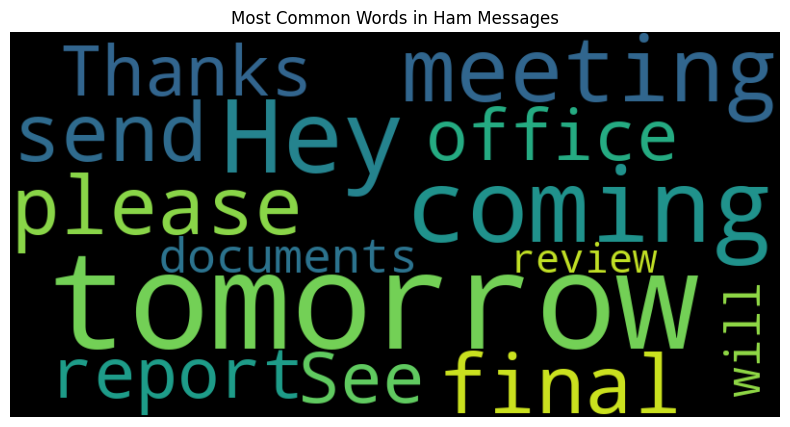 Most Common Words in Ham Messages
Thanks
meeting
send
Hey
office
please
coming
documents
review
tomorrow
will
report
See
final